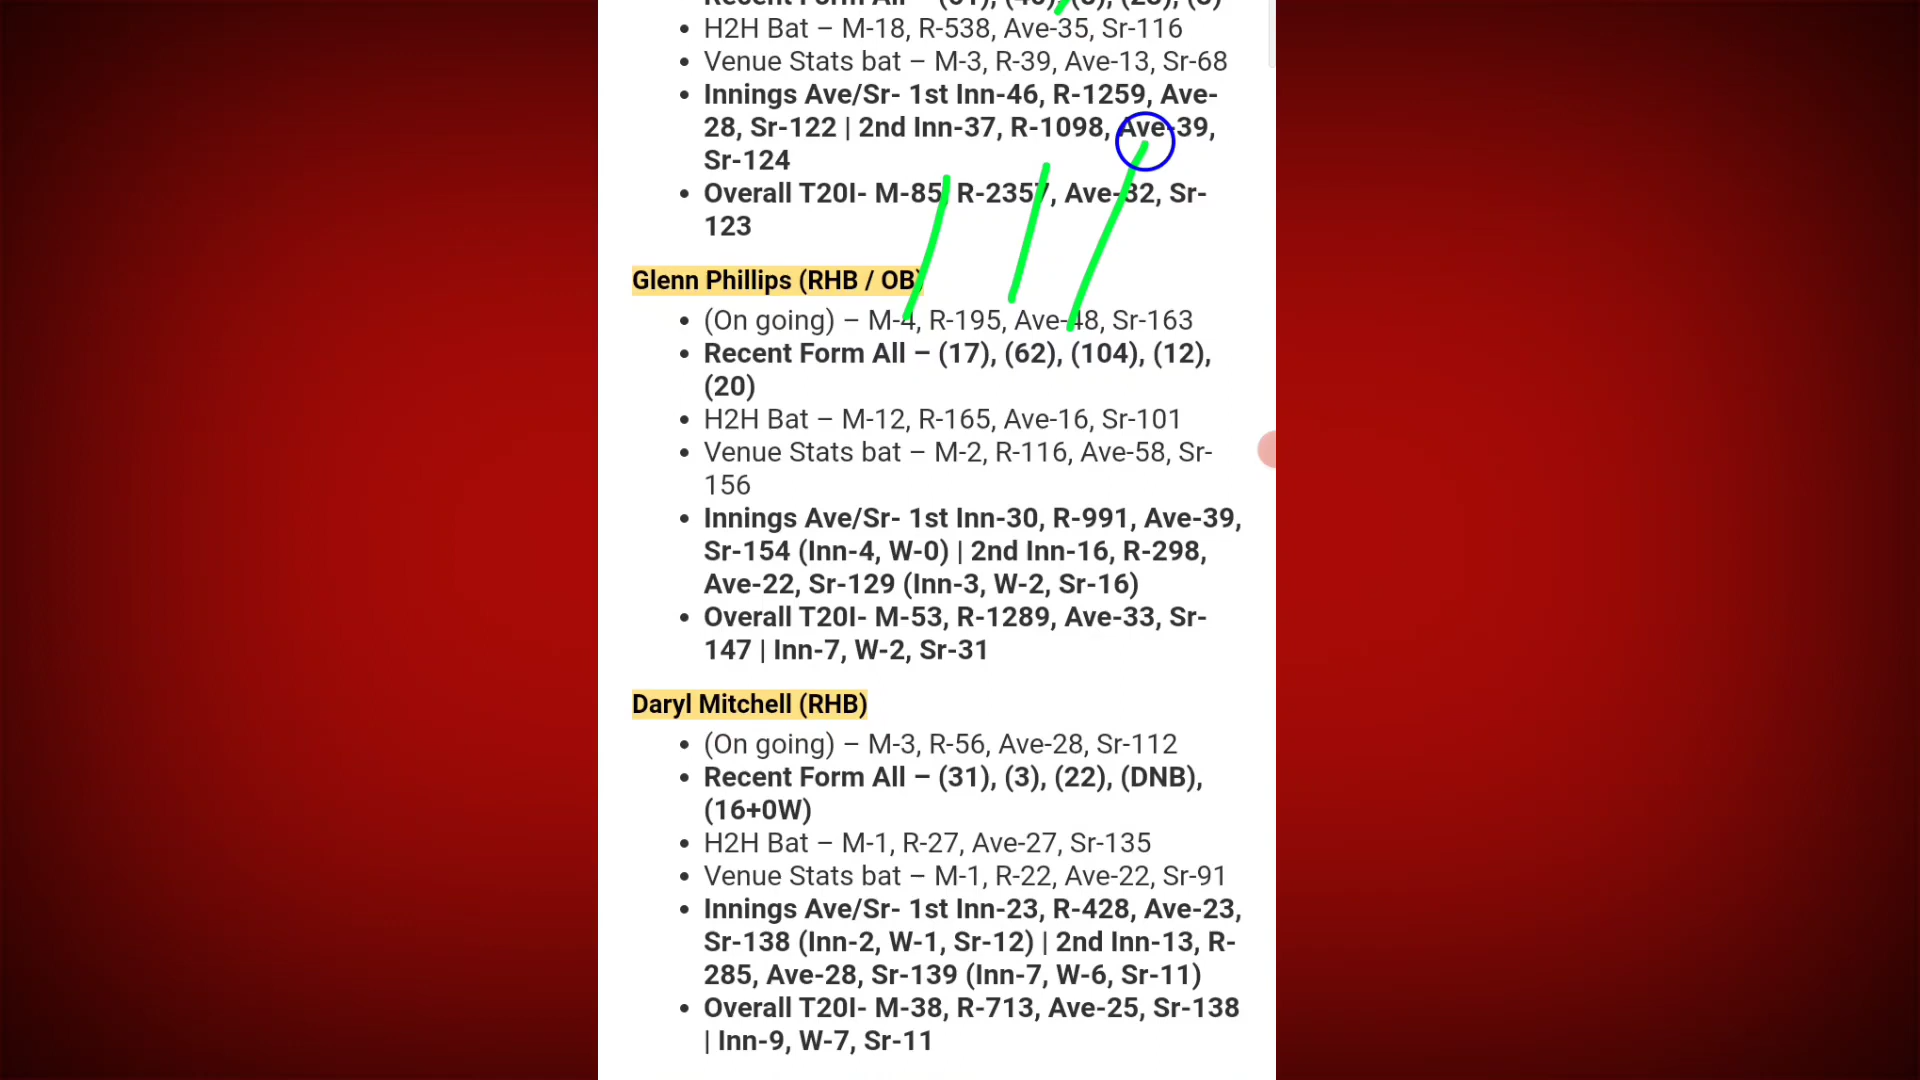 Recent Form All – (61), (40), (6), (23), (3)
H2H Bat – M-18, R-538, Ave-35, Sr-116
Venue Stats bat – M-3, R-39, Ave-13, Sr-68
Innings Ave/Sr- 1st Inn-46, R-1259, Ave-
28, Sr-122 | 2nd Inn-37, R-1098, Ave-39,
Sr-124
Overall T20I- M-85, R-2357, Ave-32, Sr-
123
Glenn Phillips (RHB / OB)
(On going) – M-4, R-195, Ave-48, Sr-163
Recent Form All – (17), (62), (104), (12),
(20)
H2H Bat – M-12, R-165, Ave-16, Sr-101
Venue Stats bat – M-2, R-116, Ave-58, Sr-
156
Innings Ave/Sr- 1st Inn-30, R-991, Ave-39,
Sr-154 (Inn-4, W-0) | 2nd Inn-16, R-298,
Ave-22, Sr-129 (Inn-3, W-2, Sr-16)
Overall T20I- M-53, R-1289, Ave-33, Sr-
147 | Inn-7, W-2, Sr-31
Daryl Mitchell (RHB)
(On going) – M-3, R-56, Ave-28, Sr-112
Recent Form All – (31), (3), (22), (DNB),
(16+0W)
H2H Bat – M-1, R-27, Ave-27, Sr-135
Venue Stats bat – M-1, R-22, Ave-22, Sr-91
Innings Ave/Sr- 1st Inn-23, R-428, Ave-23,
Sr-138 (Inn-2, W-1, Sr-12) | 2nd Inn-13, R-
285, Ave-28, Sr-139 (Inn-7, W-6, Sr-11)
Overall T20I- M-38, R-713, Ave-25, Sr-138
| Inn-9, W-7, Sr-11